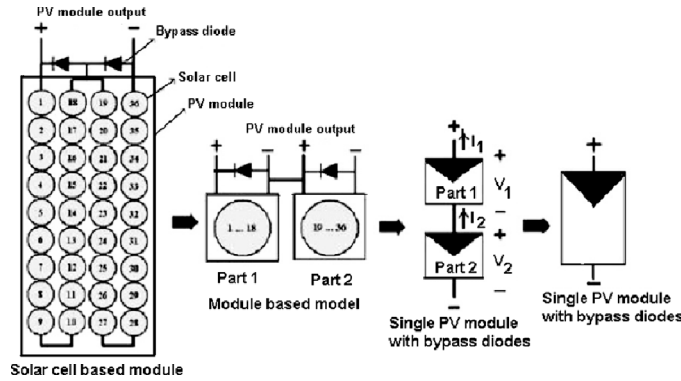 PV module output
+ −
Bypass diode
Solar cell
PV module
1 18 19 36
2 17 20 35
3 16 21 34
4 15 22 33
5 14 23 32
6 13 24 31
7 12 25 30
8 11 26 29
9 10 27 28
Solar cell based module
PV module output
+ − + −
1 ... 18
19 ... 36
Part 1 Part 2
Module based model
+ I1 +
Part 1 V1
−
I2 +
Part 2 V2
− −
Single PV module
with bypass diodes
+
−
Single PV module
with bypass diodes